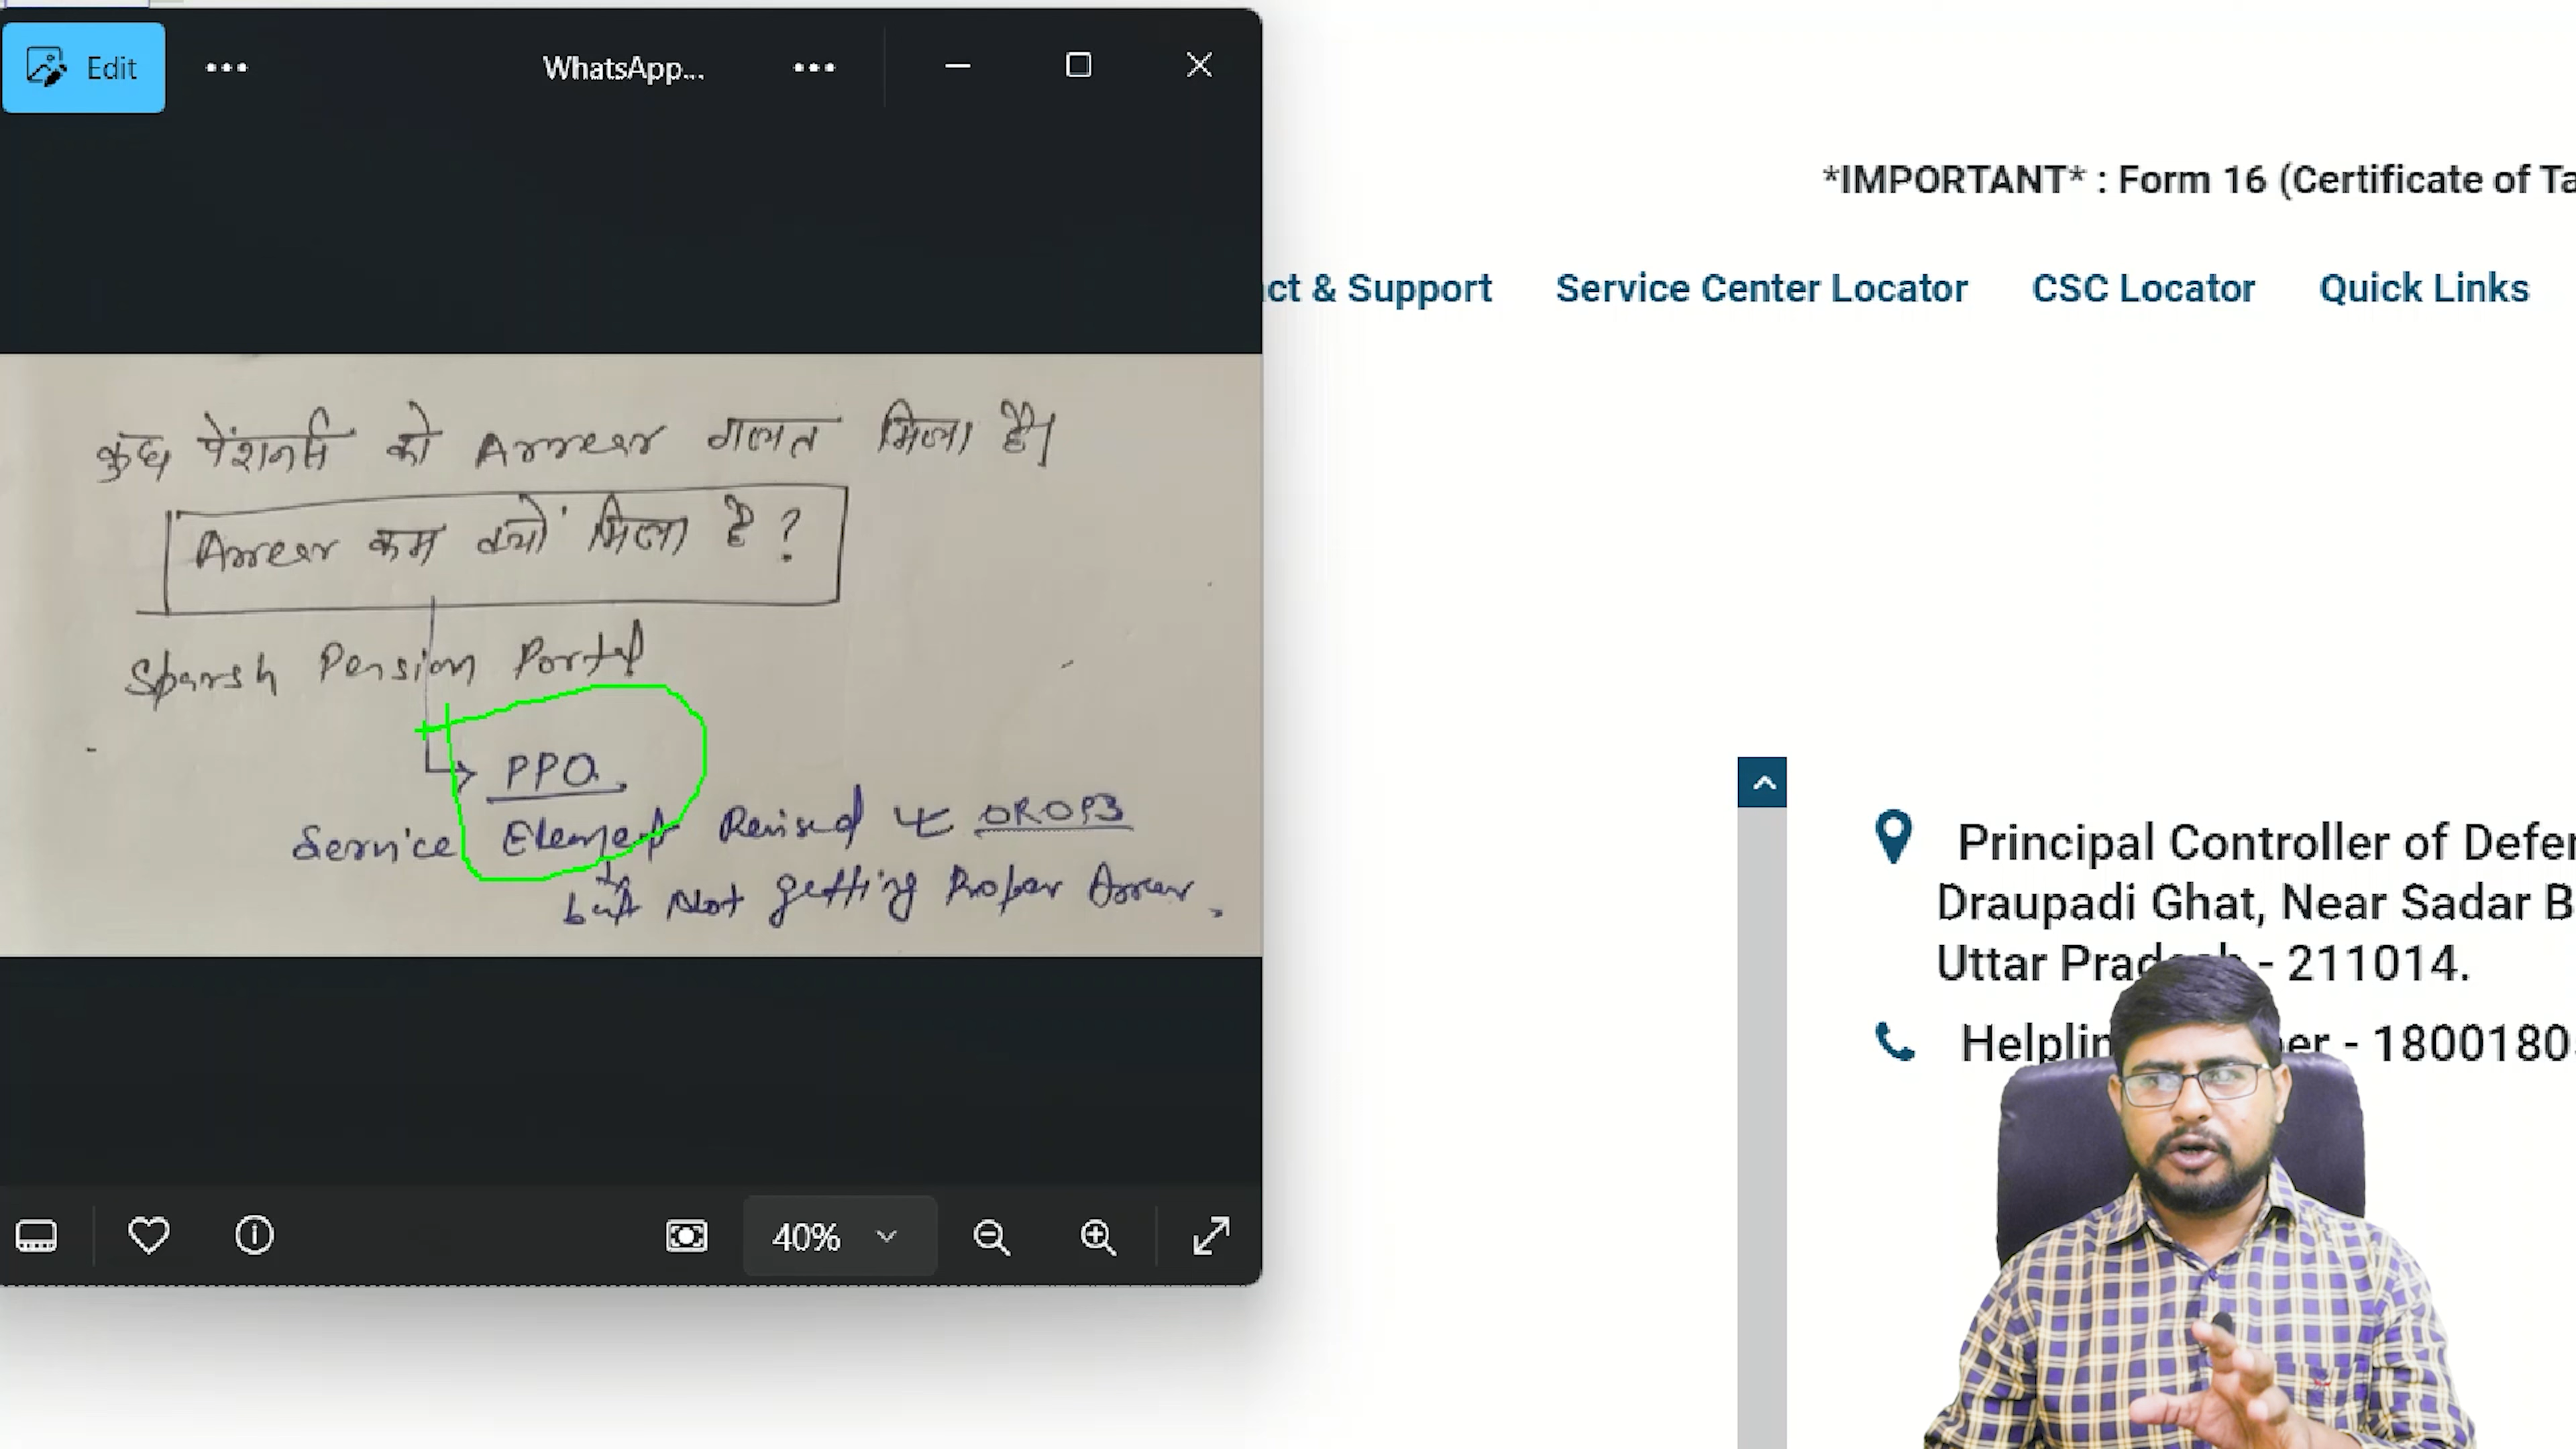 Edit
WhatsApp...
*IMPORTANT* : Form 16 (Certificate of Ta
ct & Support Service Center Locator CSC Locator Quick Links
कुछ पेंशनर्स को Arrear गलत मिला है।
Arrear कम क्यों मिला है ?
Sparsh Pension Portal
PPO.
Service Element Revised OROP3
but Not getting Proper Arrear.
Principal Controller of Defen
Draupadi Ghat, Near Sadar B
Uttar Prad - 211014.
Helplin er - 1800180
40%